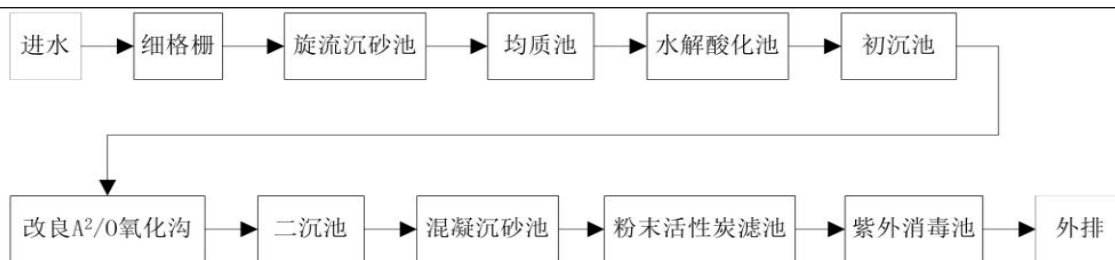 进水
细格栅
旋流沉砂池
均质池
水解酸化池
初沉池
改良A²/O氧化沟
二沉池
混凝沉砂池
粉末活性炭滤池
紫外消毒池
外排